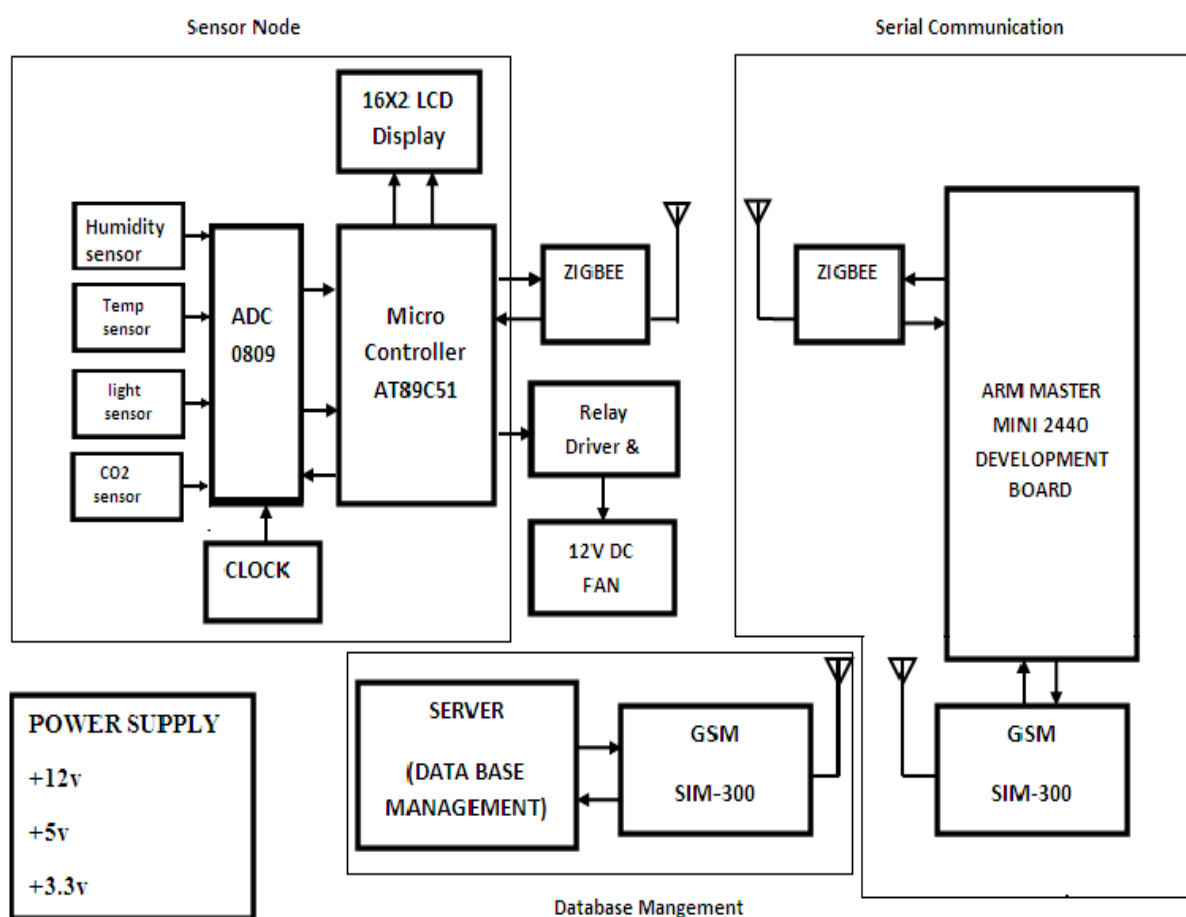 Sensor Node
Serial Communication
16X2 LCD
Display
Humidity
sensor
Temp
sensor
light
sensor
CO2
sensor
ADC
0809
CLOCK
Micro
Controller
AT89C51
ZIGBEE
Relay
Driver &
12V DC
FAN
ZIGBEE
ARM MASTER
MINI 2440
DEVELOPMENT
BOARD
POWER SUPPLY
+12v
+5v
+3.3v
SERVER
(DATA BASE
MANAGEMENT)
GSM
SIM-300
GSM
SIM-300
Database Mangement